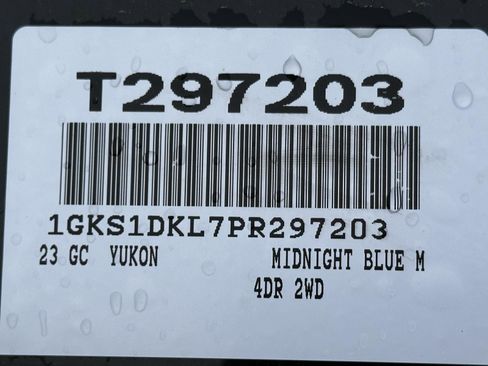 T297203
1GKS1DKL7PR297203
23 GC YUKON MIDNIGHT BLUE M
4DR 2WD